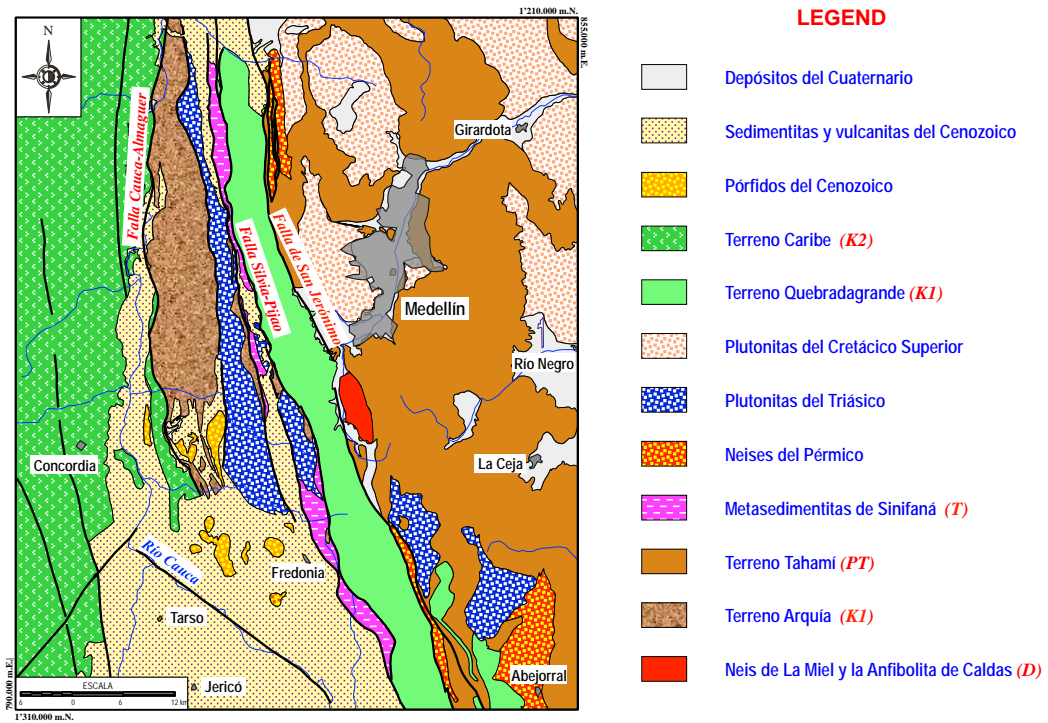 1'210.000 m.N.
855.000 m.E.
N
Falla Cauca-Almaguer
Falla Silvia-Pijao
Falla de San Jerónimo
Girardota
Medellín
Río Negro
La Ceja
Concordia
Río Cauca
Fredonia
Tarso
Jericó
Abejorral
ESCALA
6 0 6 12 km
790.000 m.E.
1'310.000 m.N.
LEGEND
Depósitos del Cuaternario
Sedimentitas y vulcanitas del Cenozoico
Pórfidos del Cenozoico
Terreno Caribe (K2)
Terreno Quebradagrande (K1)
Plutonitas del Cretácico Superior
Plutonitas del Triásico
Neises del Pérmico
Metasedimentitas de Sinifaná (T)
Terreno Tahamí (PT)
Terreno Arquía (K1)
Neis de La Miel y la Anfibolita de Caldas (D)